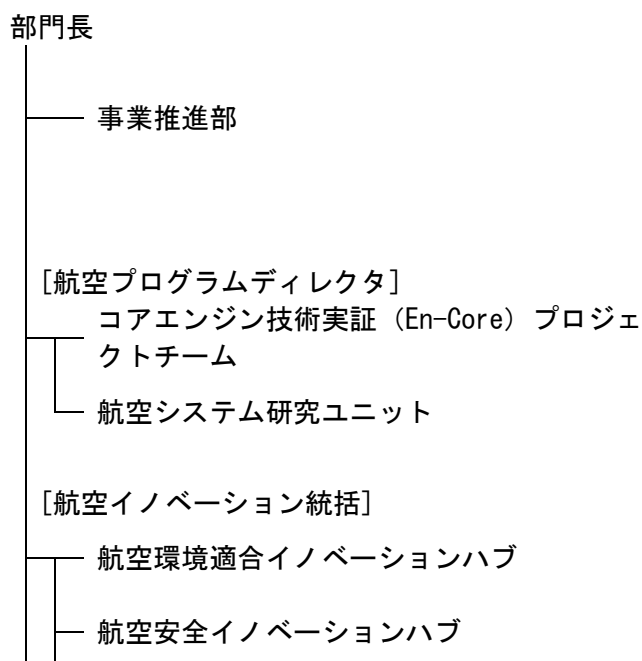 部門長
事業推進部
[航空プログラムディレクタ]
コアエンジン技術実証（En-Core）プロジェ
クトチーム
航空システム研究ユニット
[航空イノベーション統括]
航空環境適合イノベーションハブ
航空安全イノベーションハブ